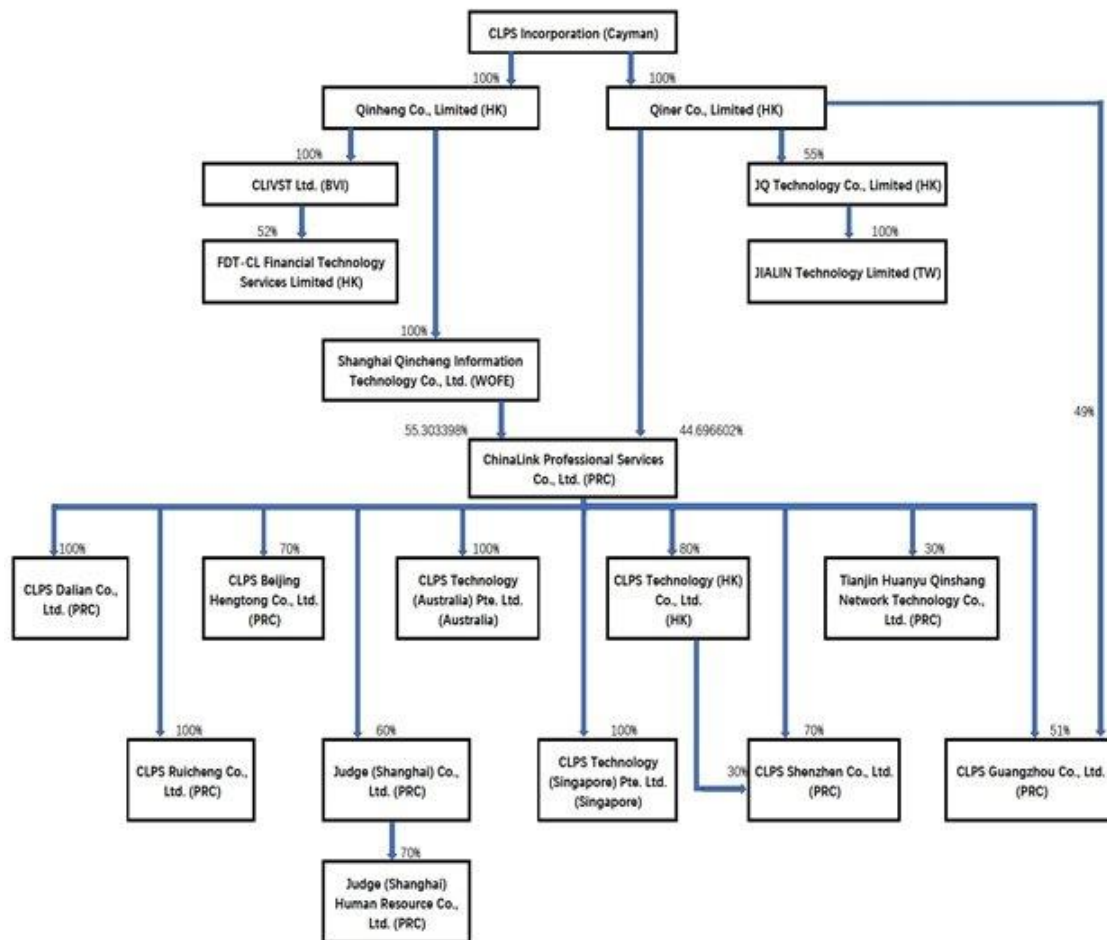 CLPS Incorporation (Cayman)
100%
100%
Qinheng Co., Limited (HK)
Qiner Co., Limited (HK)
100%
55%
CLIVST Ltd. (BVI)
JQ Technology Co., Limited (HK)
52%
100%
FDT-CL Financial Technology
Services Limited (HK)
JIALIN Technology Limited (TW)
100%
Shanghai Qincheng Information
Technology Co., Ltd. (WOFE)
49%
55.303398%
44.696602%
ChinaLink Professional Services
Co., Ltd. (PRC)
100%
70%
100%
80%
30%
CLPS Dalian Co.,
Ltd. (PRC)
CLPS Beijing
Hengtong Co., Ltd.
(PRC)
CLPS Technology
(Australia) Pte. Ltd.
(Australia)
CLPS Technology (HK)
Co., Ltd.
(HK)
Tianjin Huanyu Qinshang
Network Technology Co.,
Ltd. (PRC)
100%
60%
100%
70%
51%
CLPS Ruicheng Co.,
Ltd. (PRC)
Judge (Shanghai) Co.,
Ltd. (PRC)
CLPS Technology
(Singapore) Pte. Ltd.
(Singapore)
30%
CLPS Shenzhen Co., Ltd.
(PRC)
CLPS Guangzhou Co., Ltd.
(PRC)
70%
Judge (Shanghai)
Human Resource Co.,
Ltd. (PRC)